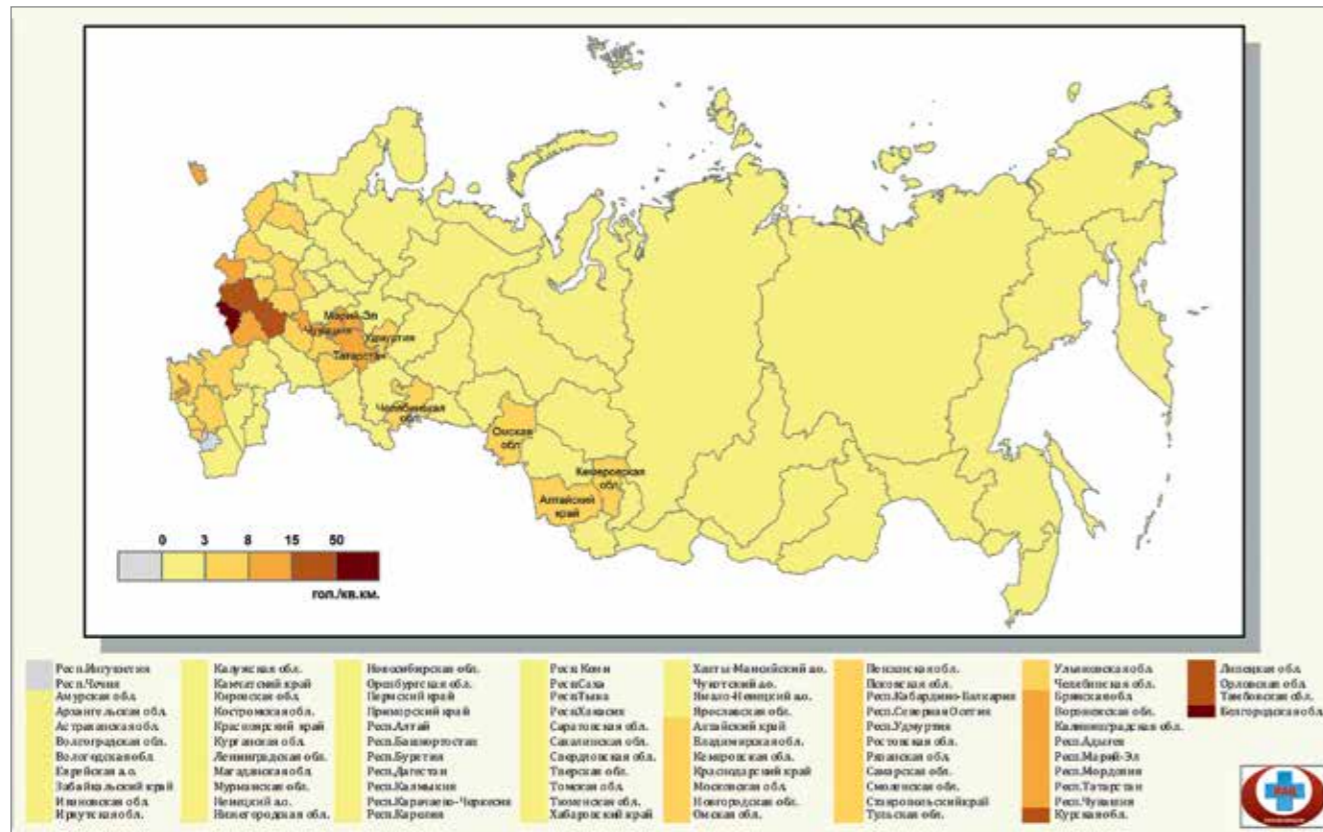 Марий-Эл
Чувашия
Удмуртия
Татарстан
Челябинская
обл.
Омская
обл
Кемеровская
обл.
Алтайский
край
0 3 8 15 50
гол./кв.км.
Респ.Ингушетия
Респ.Чечня
Амурская обл.
Архангельская обл.
Астраханская обл.
Волгоградская обл.
Вологодская обл.
Еврейская а.о.
Забайкальский край
Ивановская обл.
Иркутская обл.
Калужская обл.
Камчатский край
Кировская обл.
Костромская обл.
Красноярский край
Курганская обл.
Ленинградская обл.
Магаданская обл.
Мурманская обл.
Ненецкий ао.
Нижегородская обл.
Новосибирская обл.
Оренбургская обл.
Пермский край
Приморский край
Респ.Алтай
Респ.Башкортостан
Респ.Бурятия
Респ.Дагестан
Респ.Калмыкия
Респ.Карачаево-Черкесия
Респ.Карелия
Респ.Коми
Респ.Саха
Респ.Тыва
Респ.Хакасия
Саратовская обл.
Сахалинская обл.
Свердловская обл.
Тверская обл.
Томская обл.
Тюменская обл.
Хабаровский край
Ханты-Мансийский ао.
Чукотский ао.
Ямало-Ненецкий ао.
Ярославская обл.
Алтайский край
Владимирская обл.
Кемеровская обл.
Краснодарский край
Московская обл.
Новгородская обл.
Омская обл.
Пензенская обл.
Псковская обл.
Респ.Кабардино-Балкария
Респ.Северная Осетия
Респ.Удмуртия
Ростовская обл.
Рязанская обл.
Самарская обл.
Смоленская обл.
Ставропольский край
Тульская обл.
Ульяновская обл.
Челябинская обл.
Брянская обл.
Воронежская обл.
Калининградская обл.
Респ.Адыгея
Респ.Марий-Эл
Респ.Мордовия
Респ.Татарстан
Респ.Чувашия
Курская обл.
Липецкая обл.
Орловская обл.
Тамбовская обл.
Белгородская обл.